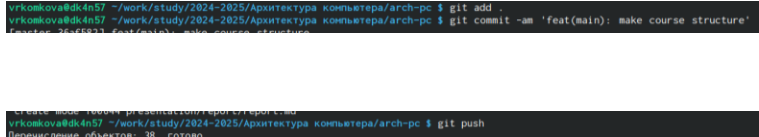 vrkomkova@dk4n57 ~/work/study/2024-2025/Архитектура компьютера/arch-pc $ git add .
vrkomkova@dk4n57 ~/work/study/2024-2025/Архитектура компьютера/arch-pc $ git commit -am 'feat(main): make course structure'
[master 36af582] feat(main): make course structure
create mode 100644 presentation/report/report.md
vrkomkova@dk4n57 ~/work/study/2024-2025/Архитектура компьютера/arch-pc $ git push
Перечисление объектов: 38, готово.